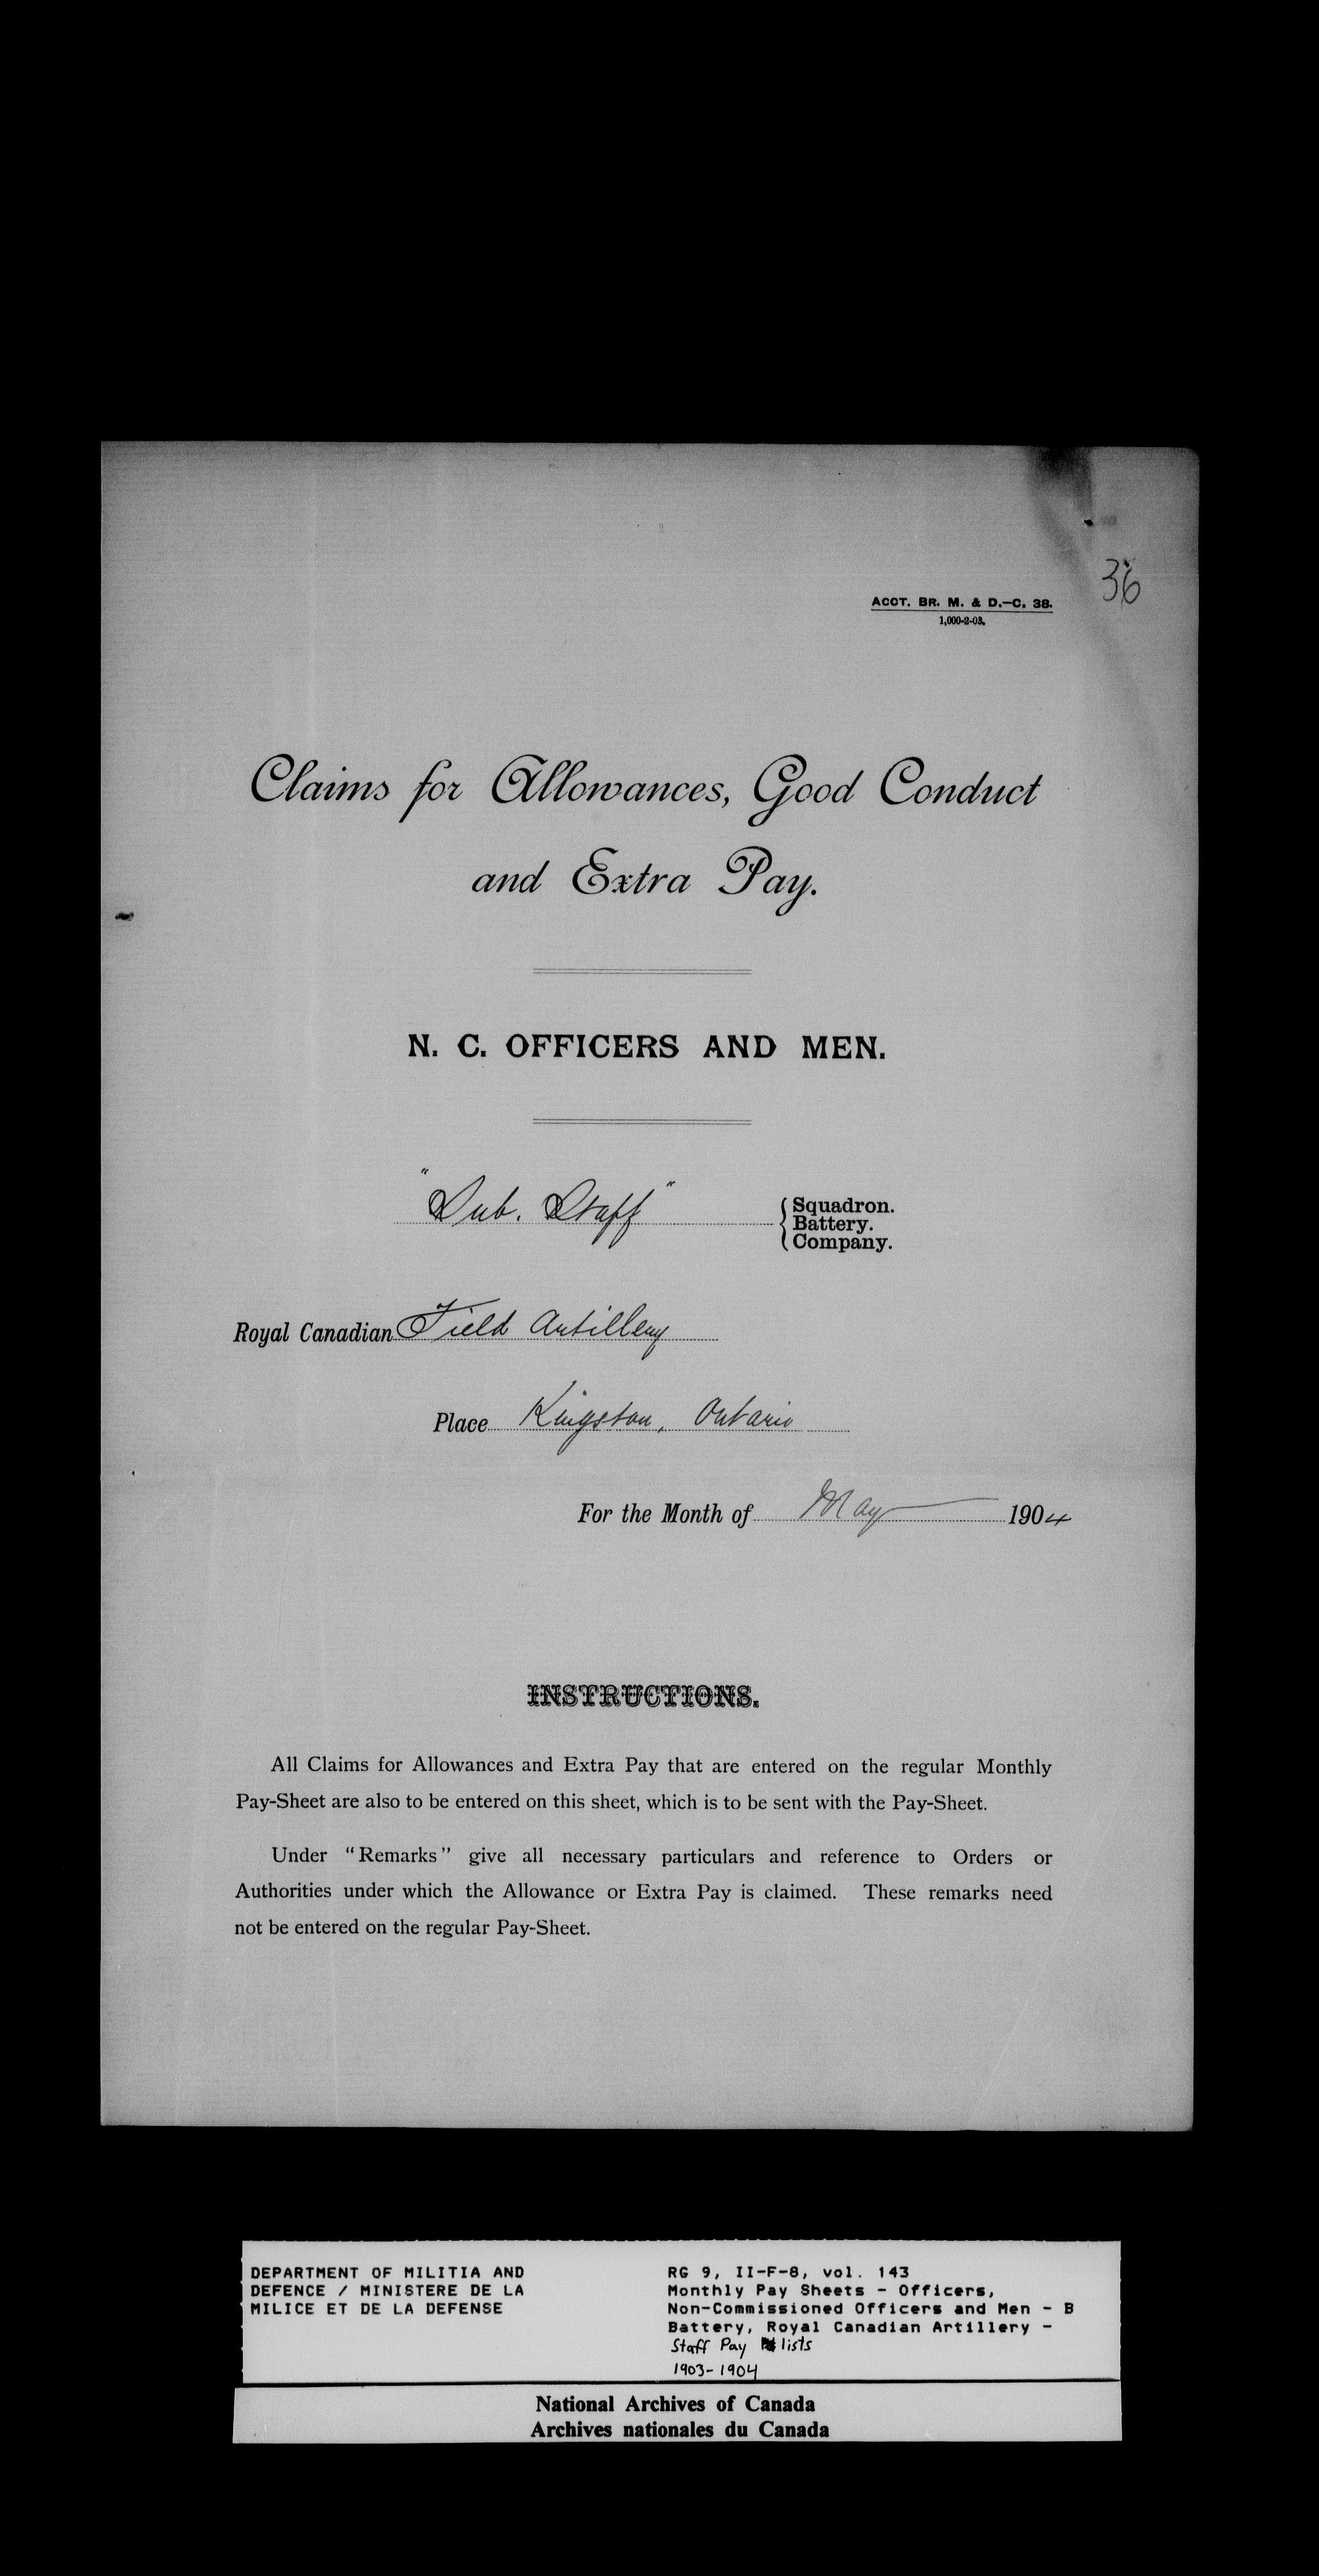 36
ACCT. BR. M. & D.—C. 38.
1,000-2-03.
Claims for Allowances, Good Conduct
and Extra Pay.
N. C. OFFICERS AND MEN.
"Sub. Staff" { Squadron.
Battery.
Company.
Royal Canadian Field Artillery
Place Kingston, Ontario
For the Month of May 1904
INSTRUCTIONS.
All Claims for Allowances and Extra Pay that are entered on the regular Monthly
Pay-Sheet are also to be entered on this sheet, which is to be sent with the Pay-Sheet.
Under "Remarks" give all necessary particulars and reference to Orders or
Authorities under which the Allowance or Extra Pay is claimed. These remarks need
not be entered on the regular Pay-Sheet.
DEPARTMENT OF MILITIA AND
DEFENCE / MINISTERE DE LA
MILICE ET DE LA DEFENSE
RG 9, II-F-8, vol. 143
Monthly Pay Sheets - Officers,
Non-Commissioned Officers and Men - B
Battery, Royal Canadian Artillery -
Staff Pay lists
1903-1904
National Archives of Canada
Archives nationales du Canada